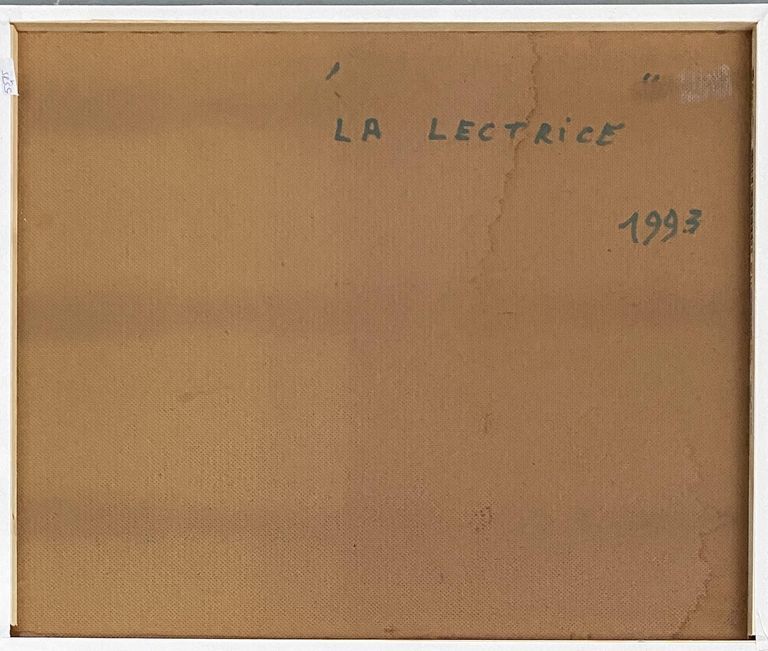 ' "
LA LECTRiCE
1993